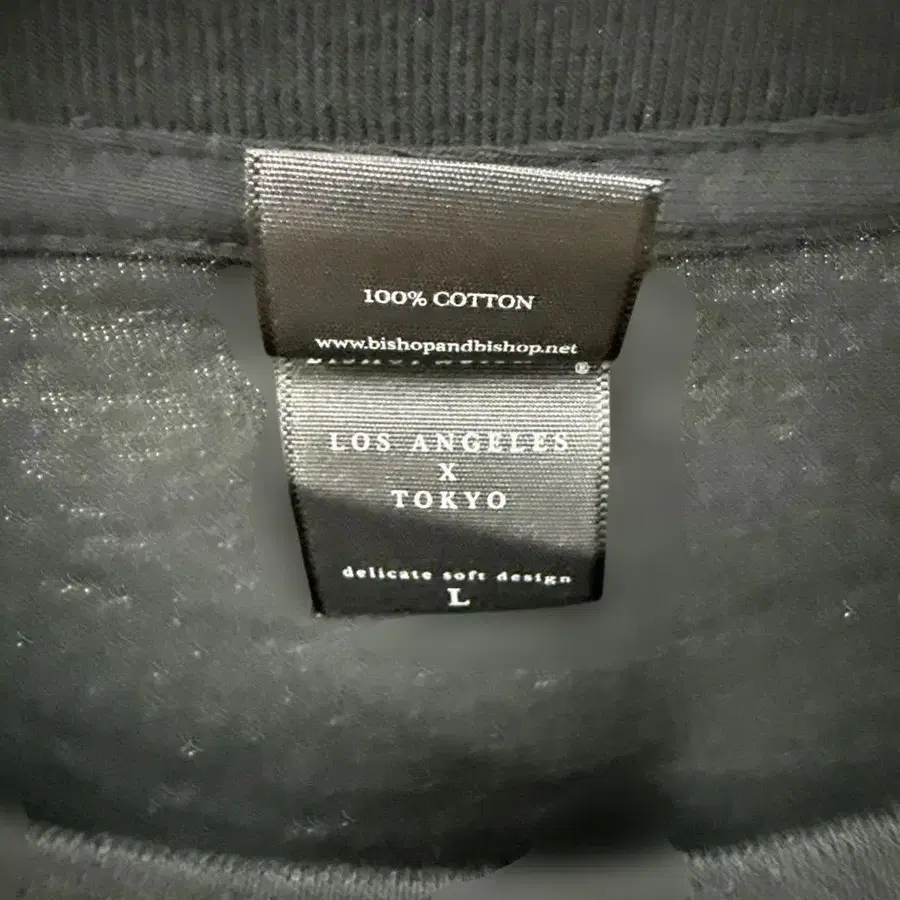 100% COTTON
www.bishopandbishop.net
®
LOS ANGELES
X
TOKYO
delicate soft design
L